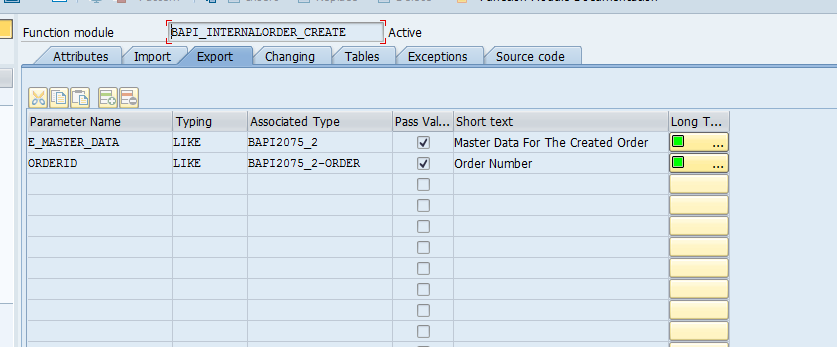 Function module BAPI_INTERNALORDER_CREATE Active
Attributes Import Export Changing Tables Exceptions Source code
Parameter Name Typing Associated Type Pass Val... Short text Long T...
E_MASTER_DATA LIKE BAPI2075_2 Master Data For The Created Order ...
ORDERID LIKE BAPI2075_2-ORDER Order Number ...